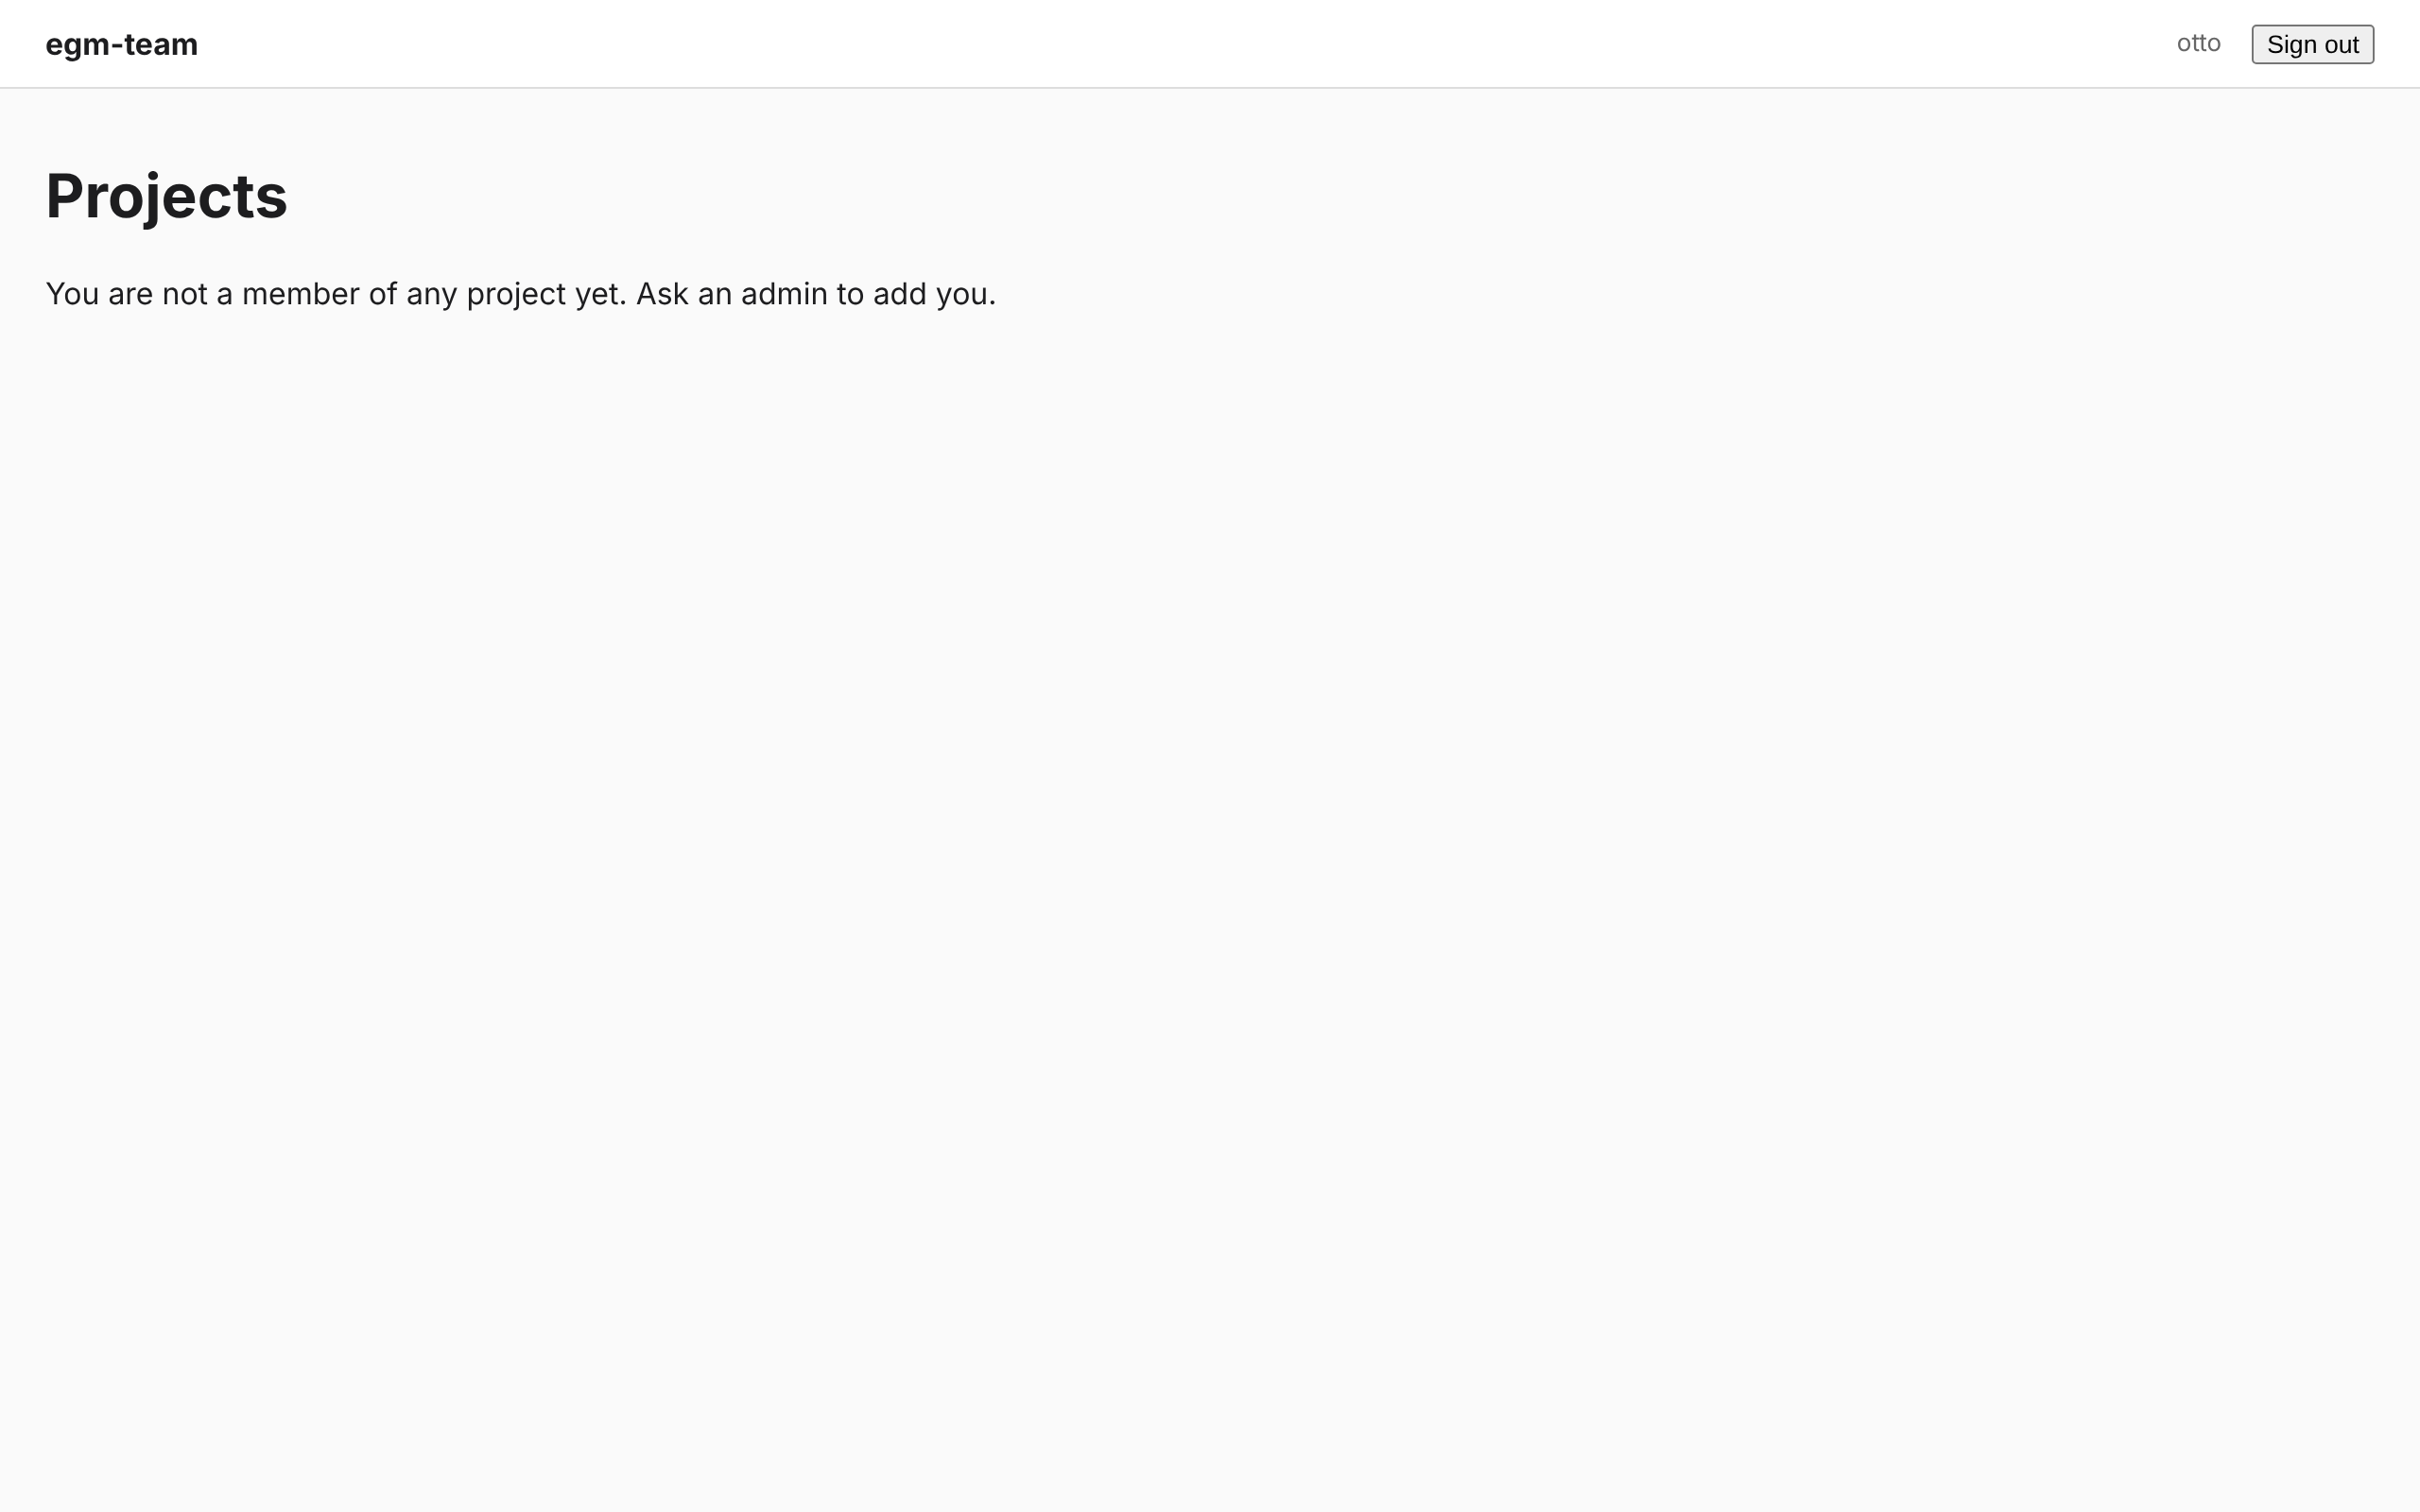 egm-team
otto
Sign out
Projects
You are not a member of any project yet. Ask an admin to add you.